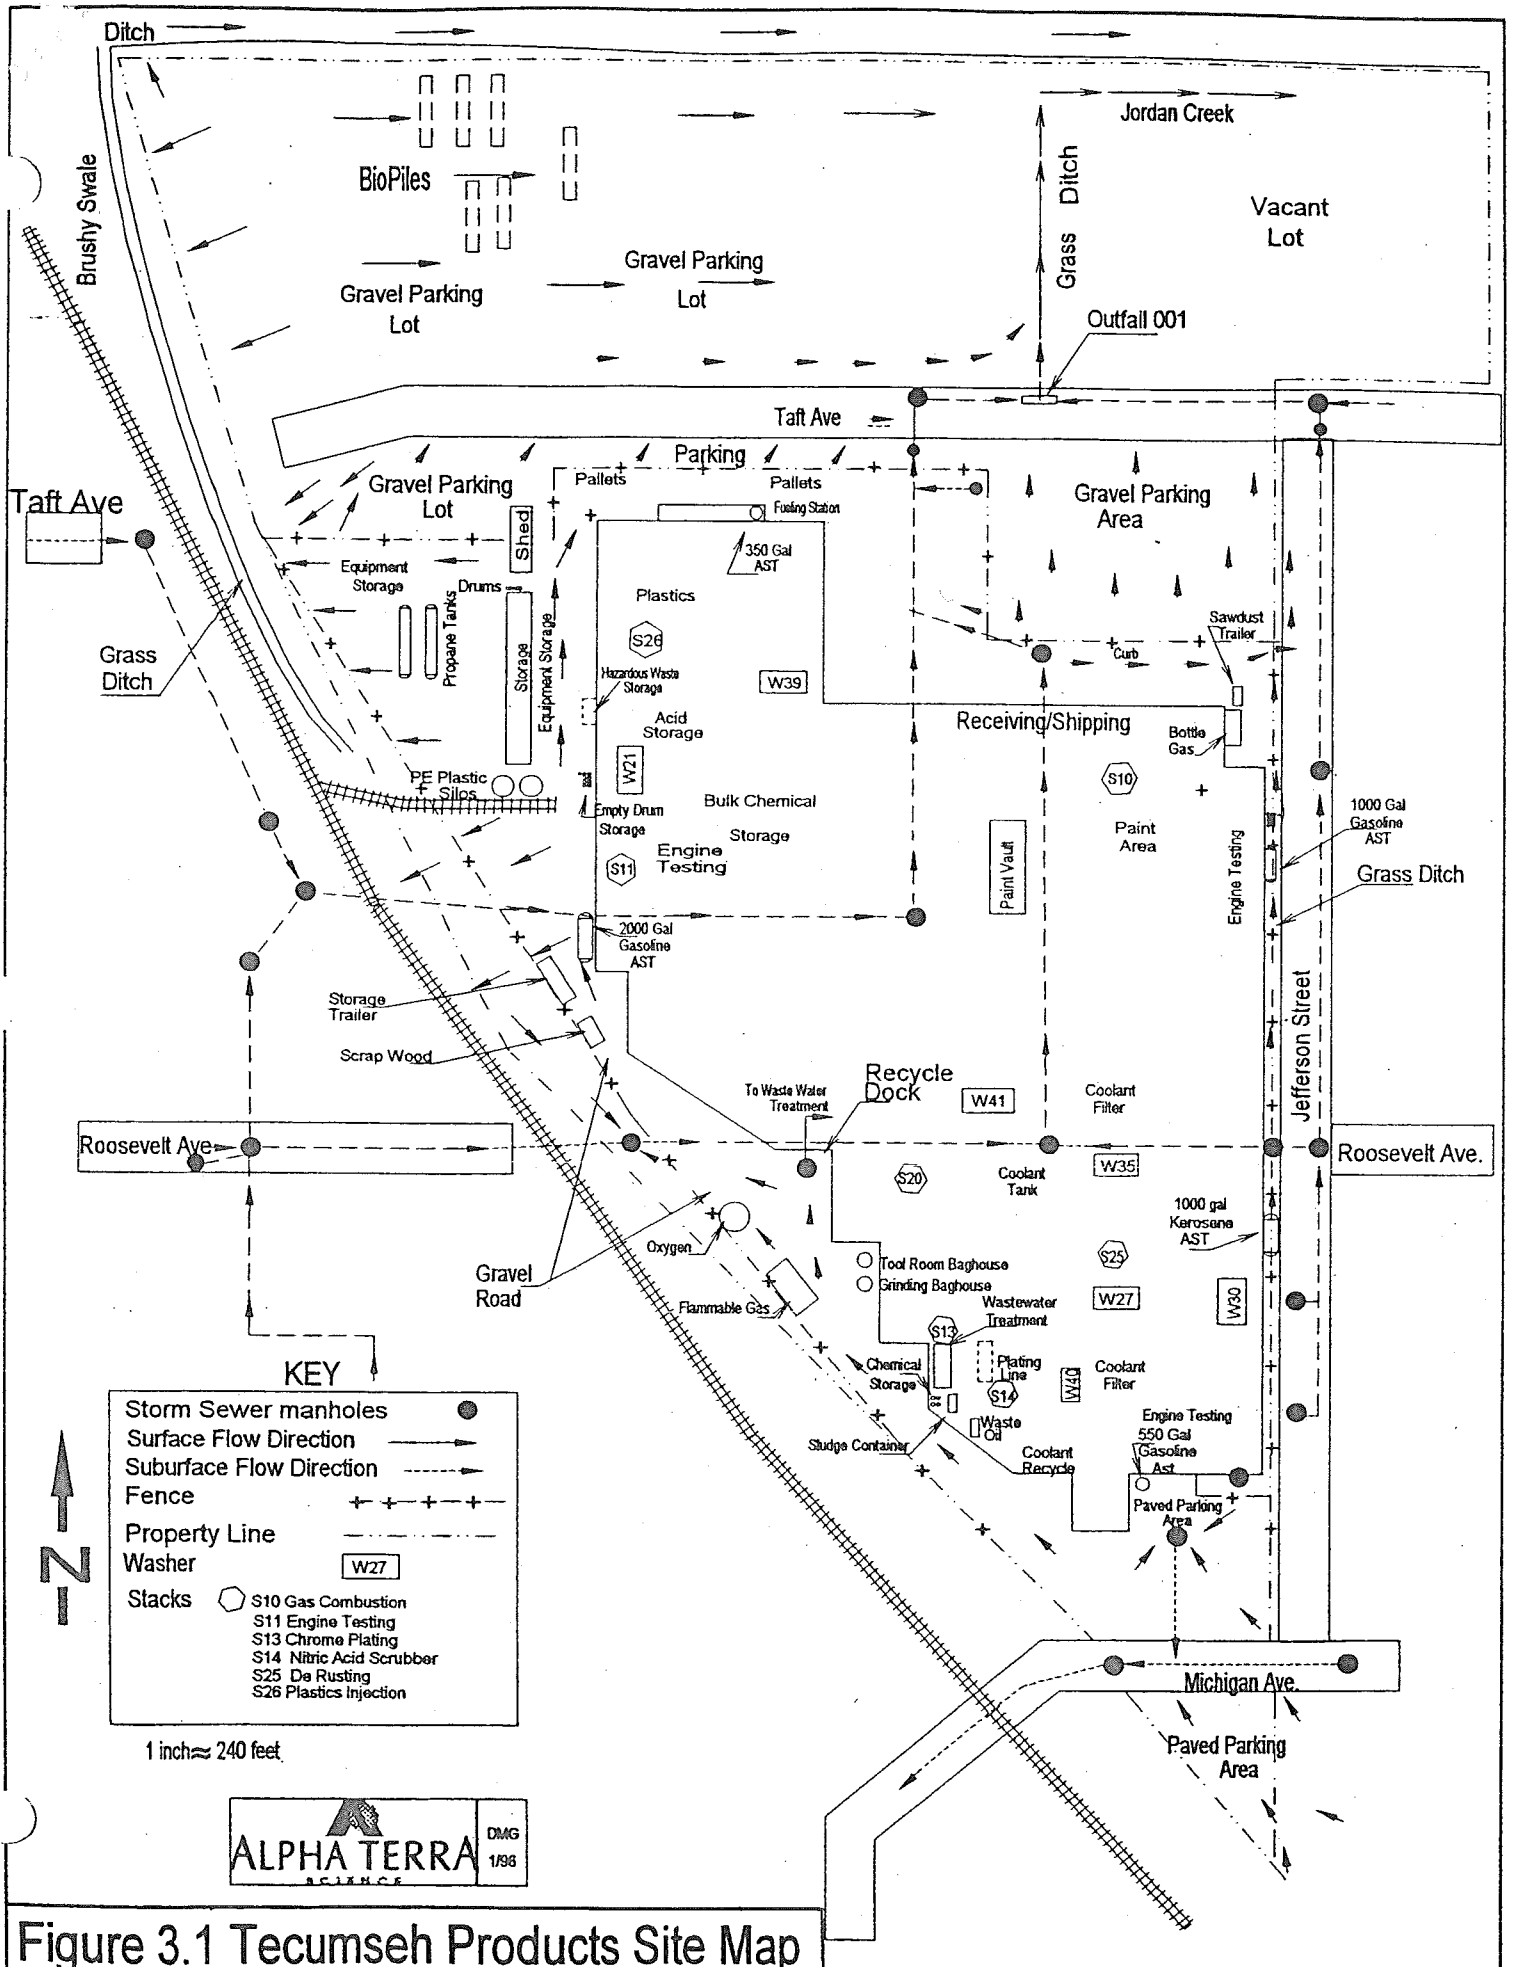 Ditch
Jordan Creek
Brushy Swale
BioPiles
Grass Ditch
Vacant
Lot
Gravel Parking
Lot
Gravel Parking
Lot
Outfall 001
Taft Ave
Parking
Taft Ave
Gravel Parking
Lot
Pallets
Pallets
Fueling Station
Gravel Parking
Area
Shed
350 Gal
AST
Equipment
Storage
Drums
Propane Tanks
Storage
Equipment Storage
Plastics
S26
Sawdust
Trailer
Curb
Grass
Ditch
Hazardous Waste
Storage
W39
Acid
Storage
Receiving/Shipping
Bottle
Gas
W21
PE Plastic
Silos
S10
Bulk Chemical
Storage
Empty Drum
Storage
Paint
Area
1000 Gal
Gasoline
AST
Engine
Testing
S11
Paint Vault
Engine Testing
Grass Ditch
2000 Gal
Gasoline
AST
Storage
Trailer
Jefferson Street
Scrap Wood
Recycle
Dock
To Waste Water
Treatment
W41
Coolant
Filter
Roosevelt Ave
Roosevelt Ave.
S20
Coolant
Tank
W35
1000 gal
Kerosene
AST
Oxygen
S25
Tool Room Baghouse
Grinding Baghouse
Gravel
Road
Flammable Gas
Wastewater
Treatment
W27
W30
S13
Chemical
Storage
Plating
Line
S14
W40
Coolant
Filter
Waste
Oil
Sludge Container
Coolant
Recycle
Engine Testing
550 Gal
Gasoline
Ast
Paved Parking
Area
KEY
Storm Sewer manholes
Surface Flow Direction
Suburface Flow Direction
Fence
Property Line
Washer W27
Stacks S10 Gas Combustion
S11 Engine Testing
S13 Chrome Plating
S14 Nitric Acid Scrubber
S25 De Rusting
S26 Plastics Injection
N
1 inch≈ 240 feet
Michigan Ave.
Paved Parking
Area
ALPHA TERRA
SCIENCE
DMG
1/96
Figure 3.1 Tecumseh Products Site Map